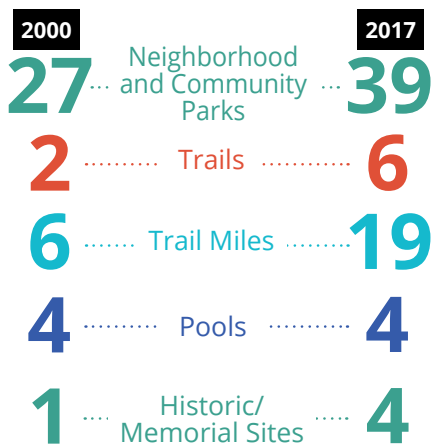 2000 2017
27 Neighborhood and Community Parks 39
2 Trails 6
6 Trail Miles 19
4 Pools 4
1 Historic/ Memorial Sites 4